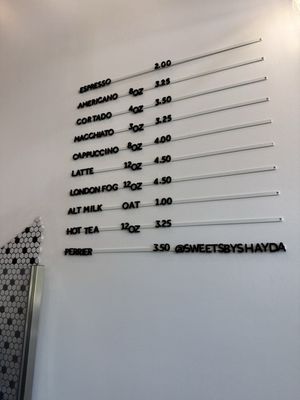 ESPRESSO 2.00
AMERICANO 8OZ 3.25
CORTADO 4OZ 3.50
MACCHIATO 3OZ 3.25
CAPPUCCINO 8OZ 4.00
LATTE 12OZ 4.50
LONDON FOG 12OZ 4.50
ALT MILK OAT 1.00
HOT TEA 12OZ 3.25
PERRIER 3.50 @SWEETSBYSHAYDA